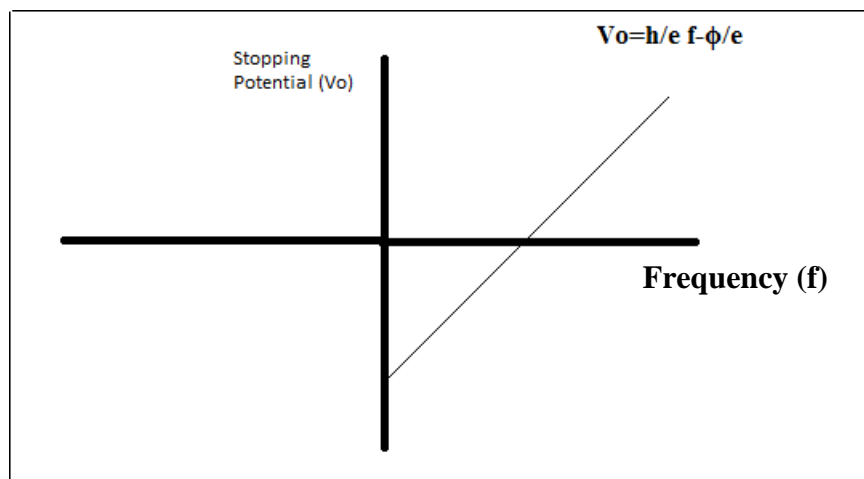 Vo=h/e f-ϕ/e
Stopping
Potential (Vo)
Frequency (f)